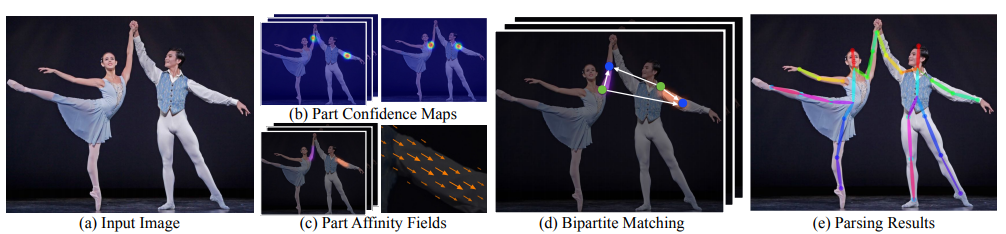 (a) Input Image
(b) Part Confidence Maps
(c) Part Affinity Fields
(d) Bipartite Matching
(e) Parsing Results